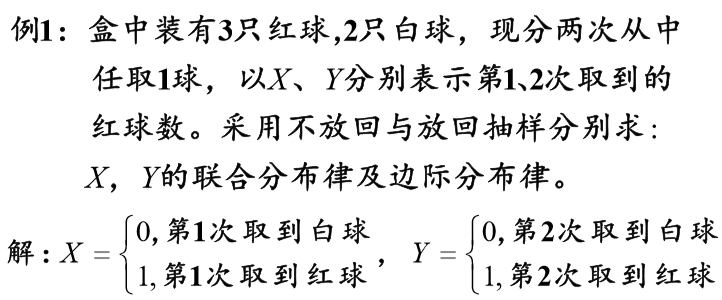 例1：盒中装有3只红球,2只白球，现分两次从中
任取1球，以X、Y分别表示第1、2次取到的
红球数。采用不放回与放回抽样分别求：
X，Y的联合分布律及边际分布律。
解：X = {0,第1次取到白球 1,第1次取到红球 ，Y = {0,第2次取到白球 1,第2次取到红球